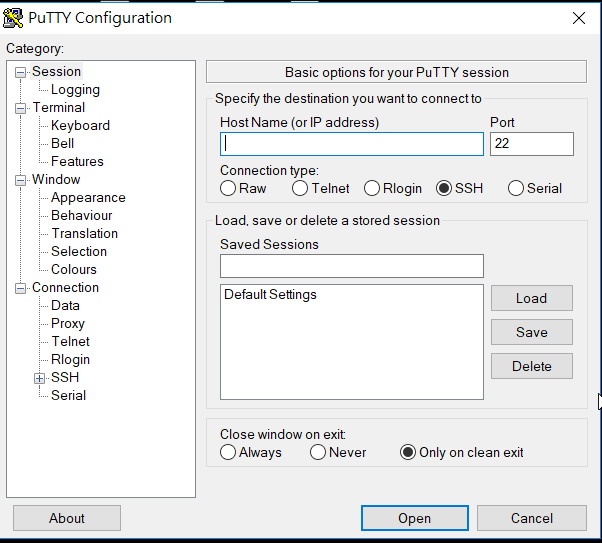 PuTTY Configuration
Category:
Session
Logging
Terminal
Keyboard
Bell
Features
Window
Appearance
Behaviour
Translation
Selection
Colours
Connection
Data
Proxy
Telnet
Rlogin
SSH
Serial
Basic options for your PuTTY session
Specify the destination you want to connect to
Host Name (or IP address) Port
22
Connection type:
Raw Telnet Rlogin SSH Serial
Load, save or delete a stored session
Saved Sessions
Default Settings
Load
Save
Delete
Close window on exit:
Always Never Only on clean exit
About Open Cancel